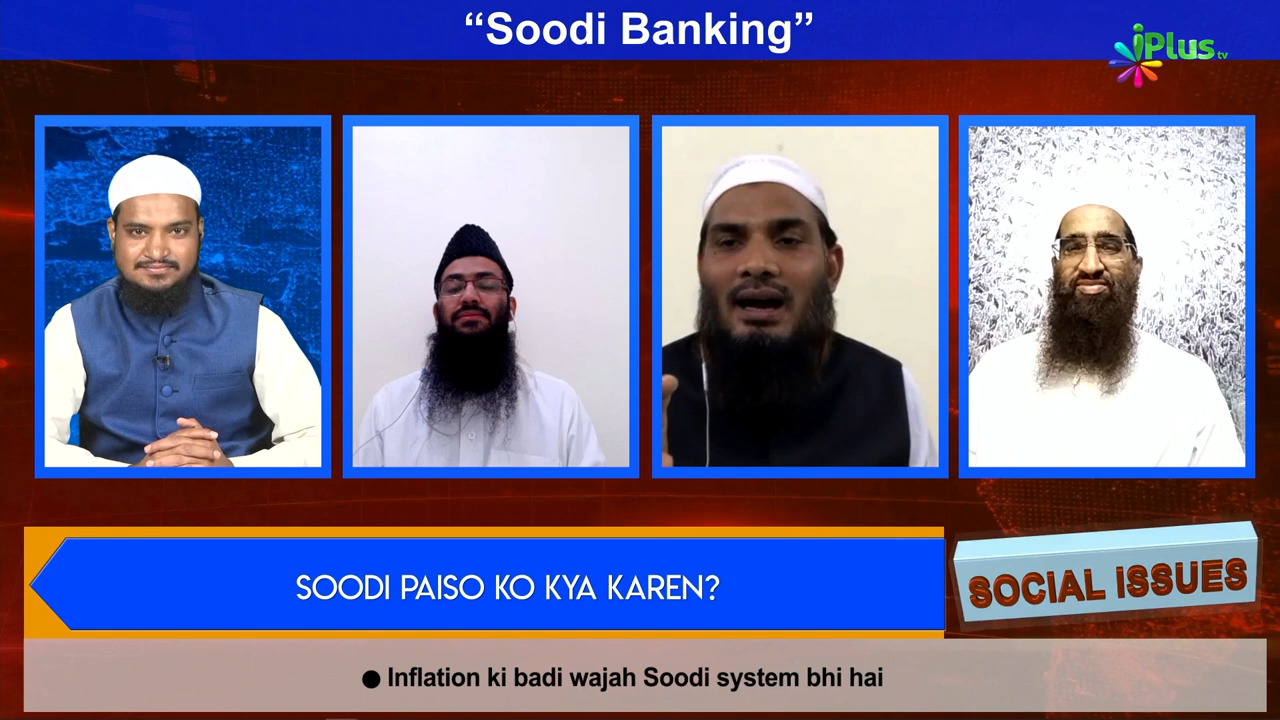 “Soodi Banking”
iPlus tv
SOODI PAISO KO KYA KAREN?
SOCIAL ISSUES
● Inflation ki badi wajah Soodi system bhi hai